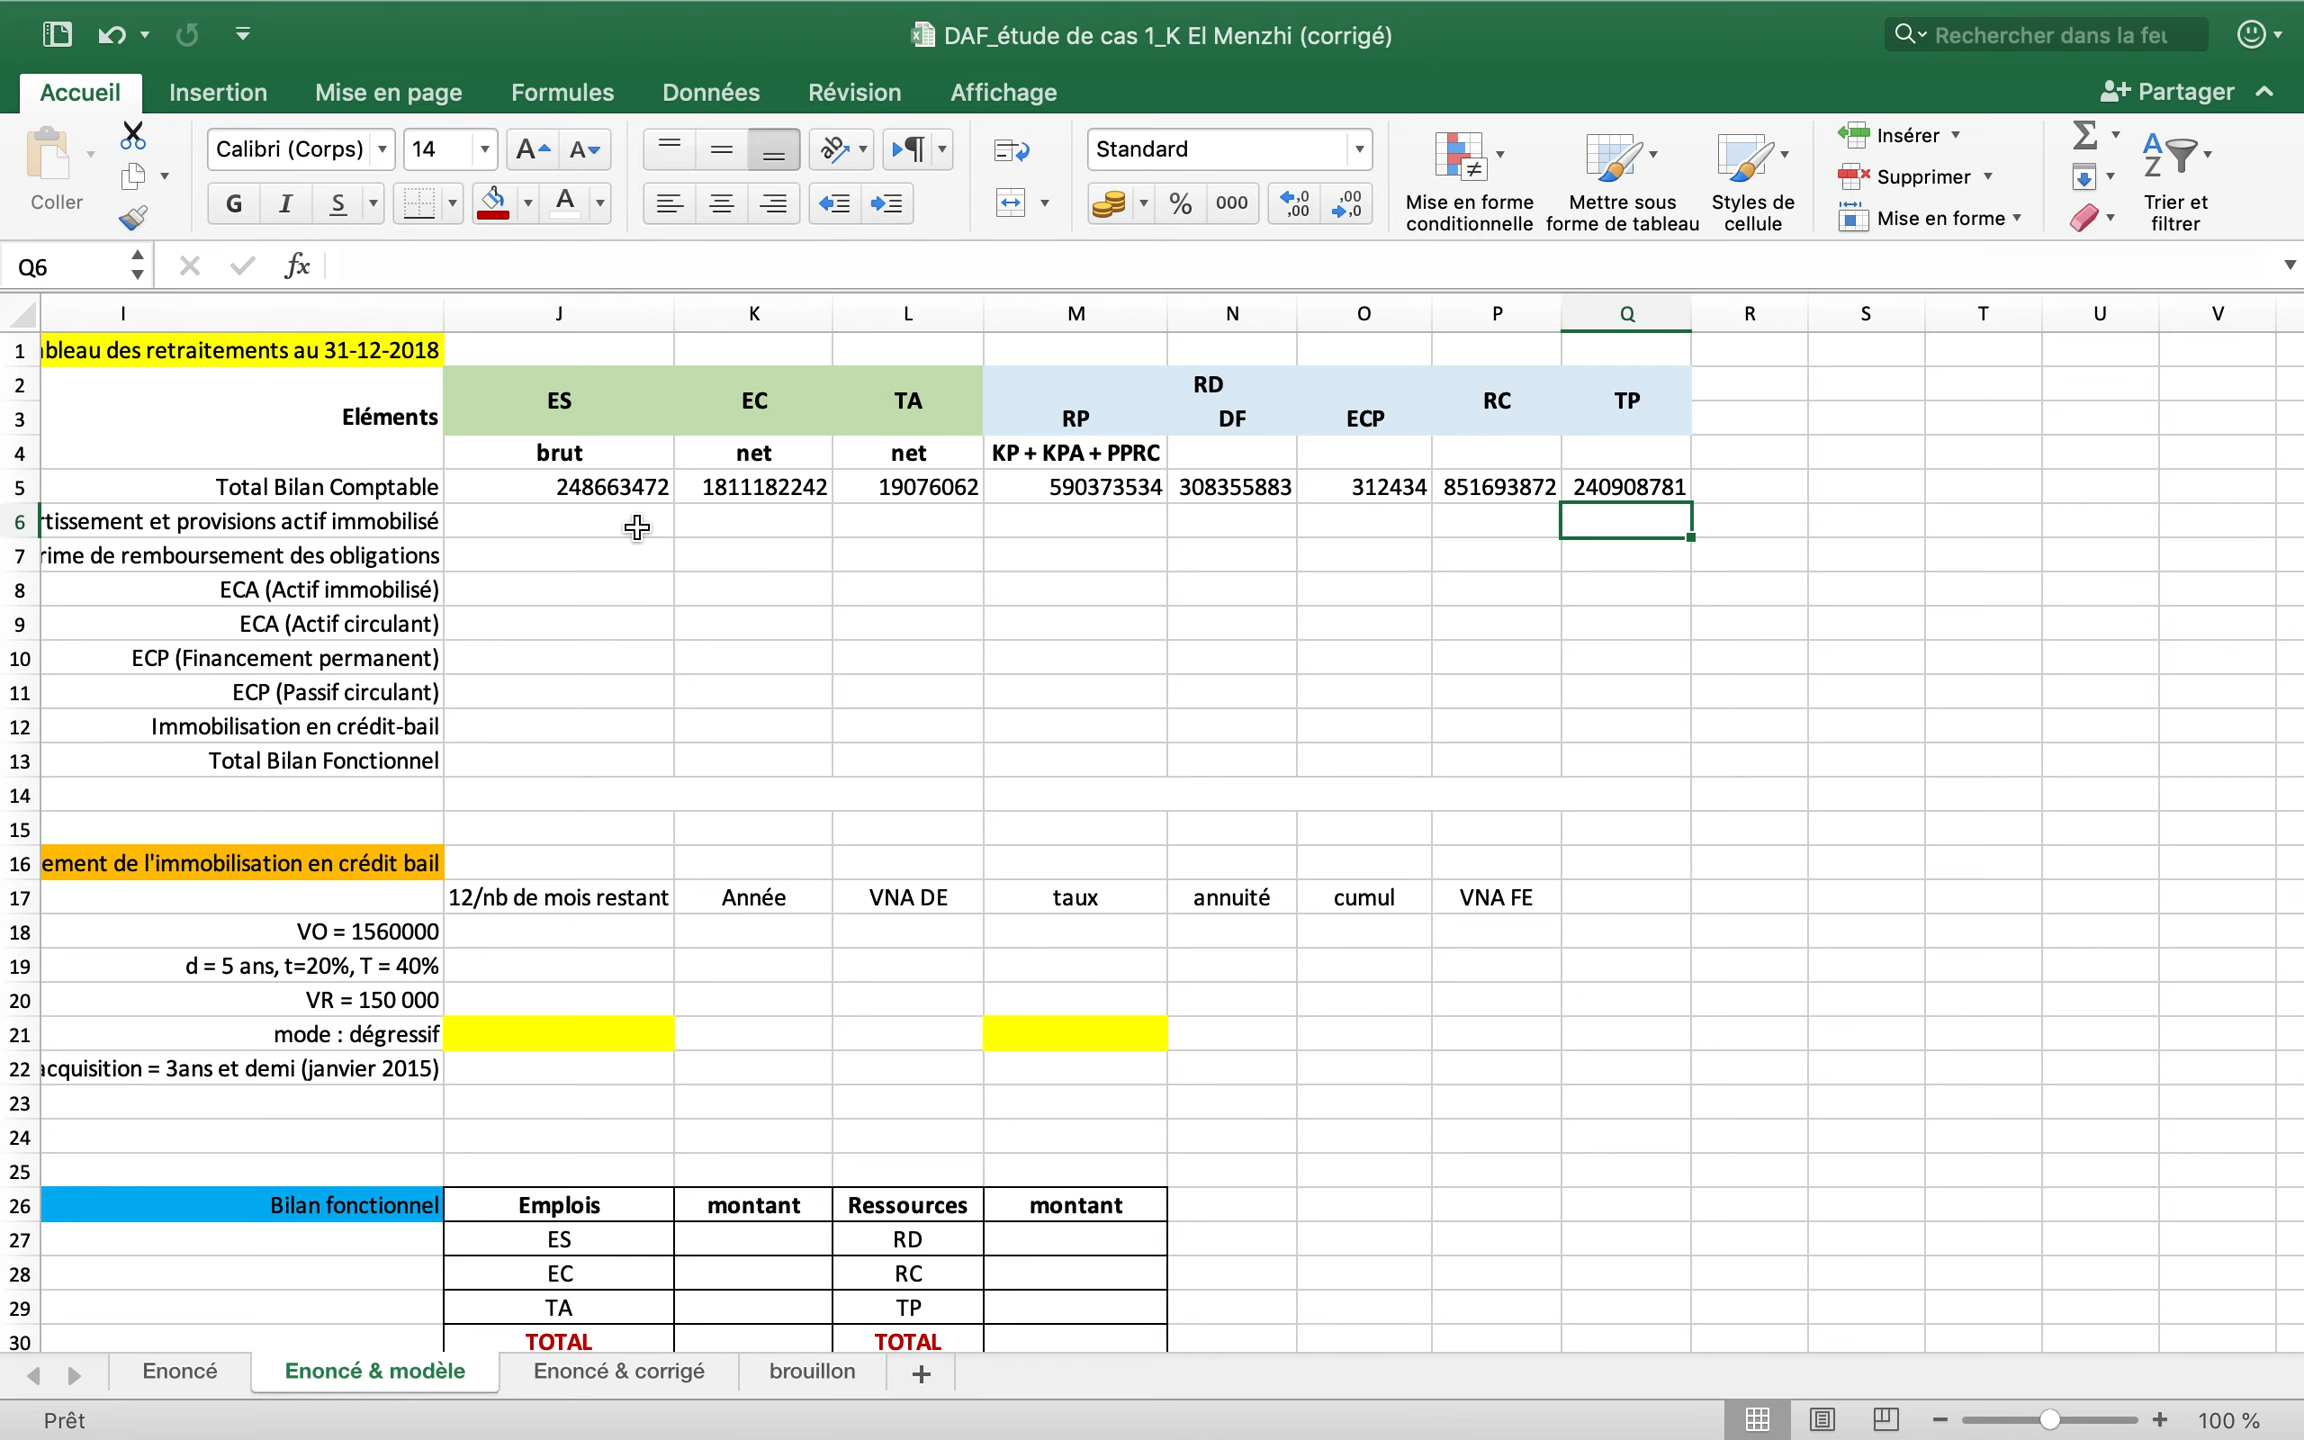 DAF_étude de cas 1_K El Menzhi (corrigé)
Rechercher dans la feu
Accueil Insertion Mise en page Formules Données Révision Affichage Partager
Coller
Calibri (Corps) 14
Standard
G I S
% 000
Mise en forme conditionnelle
Mettre sous forme de tableau
Styles de cellule
Insérer
Supprimer
Mise en forme
Trier et filtrer
Q6 fx
I J K L M N O P Q R S T U V
1 bleau des retraitements au 31-12-2018
2 RD
Eléments ES EC TA RC TP
3 RP DF ECP
4 brut net net KP + KPA + PPRC
5 Total Bilan Comptable 248663472 1811182242 19076062 590373534 308355883 312434 851693872 240908781
6 rtissement et provisions actif immobilisé
7 rime de remboursement des obligations
8 ECA (Actif immobilisé)
9 ECA (Actif circulant)
10 ECP (Financement permanent)
11 ECP (Passif circulant)
12 Immobilisation en crédit-bail
13 Total Bilan Fonctionnel
14
15
16 ement de l'immobilisation en crédit bail
17 12/nb de mois restant Année VNA DE taux annuité cumul VNA FE
18 VO = 1560000
19 d = 5 ans, t=20%, T = 40%
20 VR = 150 000
21 mode : dégressif
22 acquisition = 3ans et demi (janvier 2015)
23
24
25
26 Bilan fonctionnel Emplois montant Ressources montant
27 ES RD
28 EC RC
29 TA TP
30 TOTAL TOTAL
Enoncé Enoncé & modèle Enoncé & corrigé brouillon +
Prêt 100 %